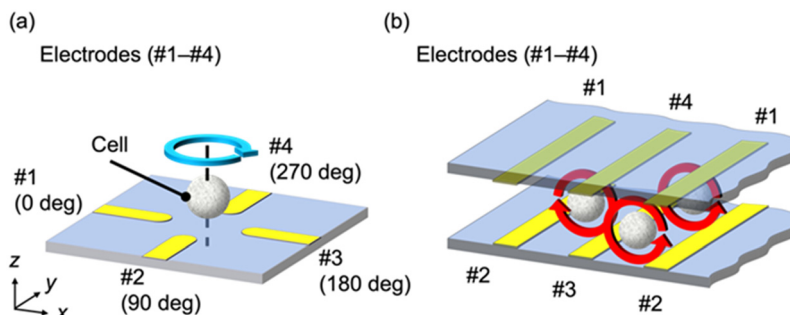 (a)
Electrodes (#1–#4)
Cell
#4
(270 deg)
#1
(0 deg)
#2
(90 deg)
#3
(180 deg)
z
y
x
(b)
Electrodes (#1–#4)
#1
#4
#1
#2
#3
#2